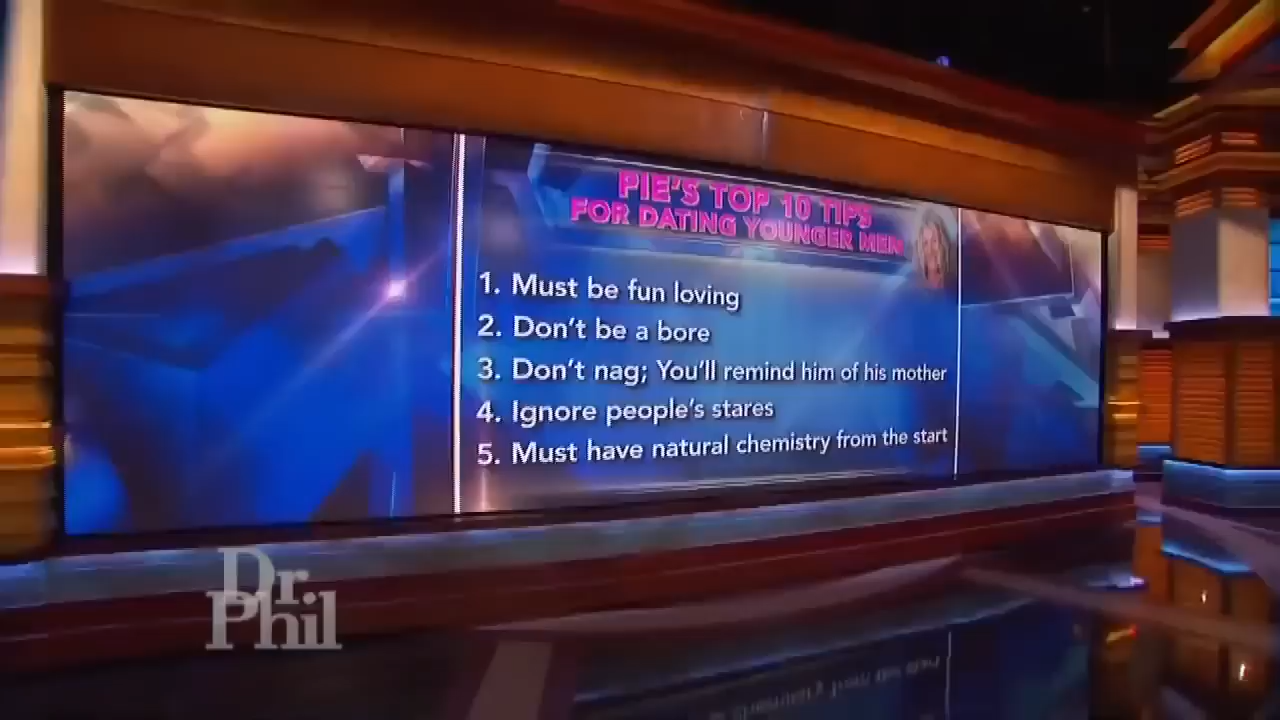 PIE'S TOP 10 TIPS
FOR DATING YOUNGER MEN
1. Must be fun loving
2. Don't be a bore
3. Don't nag; You'll remind him of his mother
4. Ignore people's stares
5. Must have natural chemistry from the start
Dr.
Phil